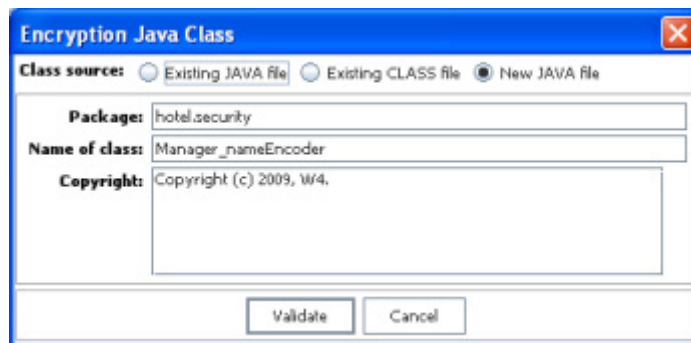 Encryption Java Class
Class source: Existing JAVA file Existing CLASS file New JAVA file
Package: hotel.security
Name of class: Manager_nameEncoder
Copyright: Copyright (c) 2009, W4.
Validate Cancel